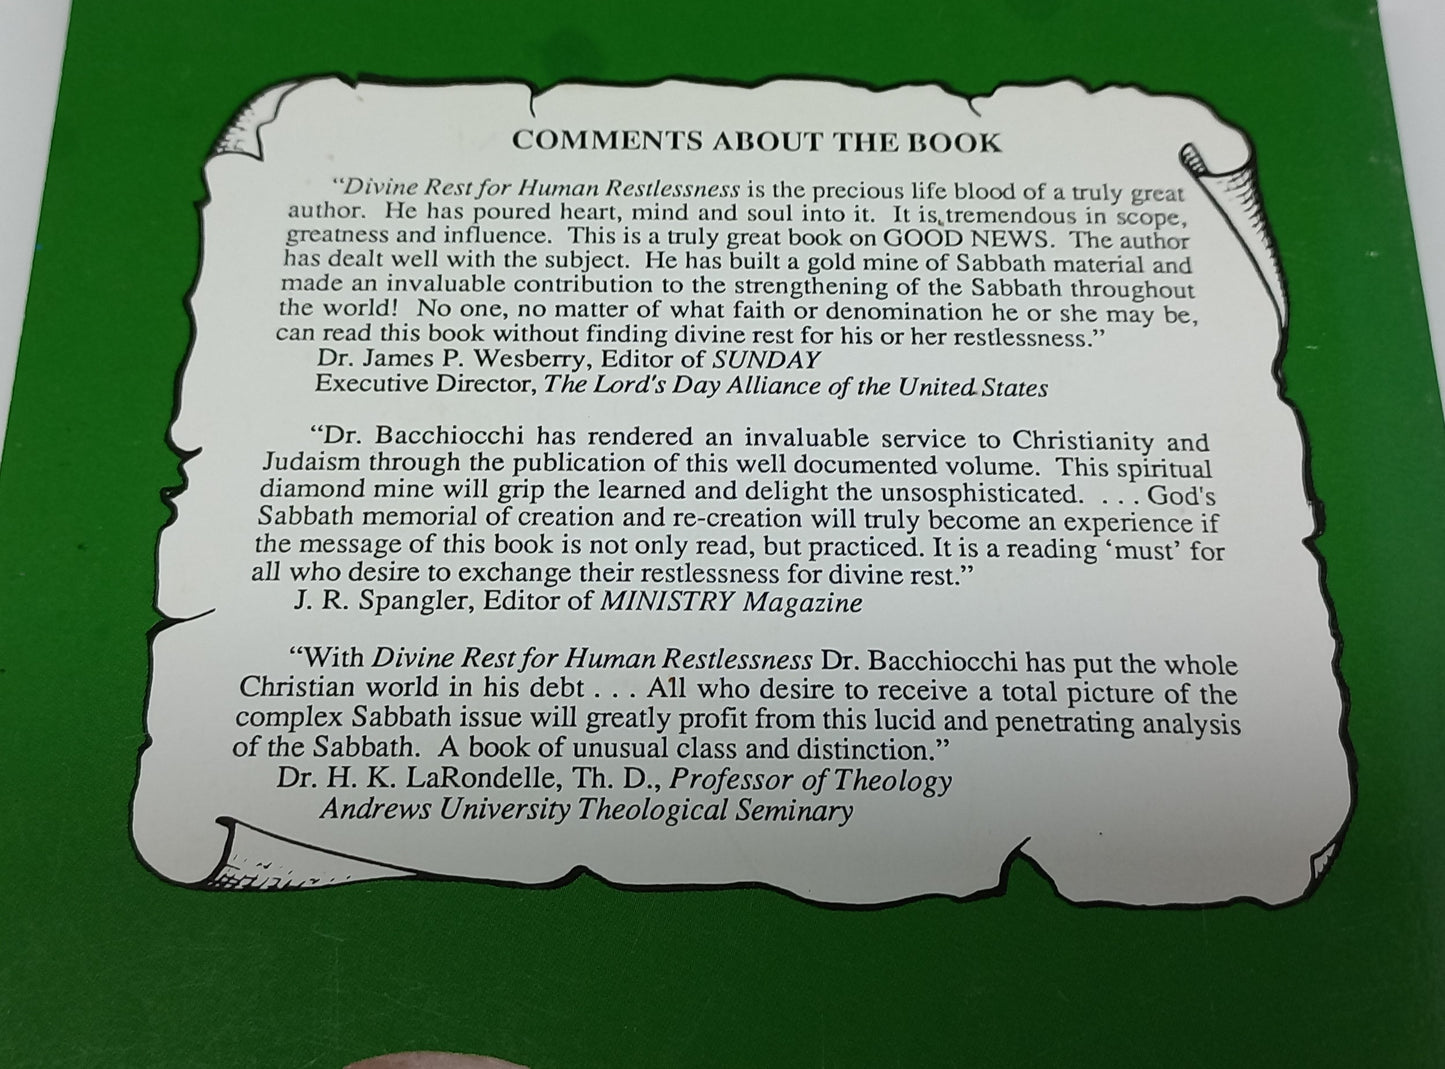 COMMENTS ABOUT THE BOOK
“Divine Rest for Human Restlessness is the precious life blood of a truly great
author. He has poured heart, mind and soul into it. It is tremendous in scope,
greatness and influence. This is a truly great book on GOOD NEWS. The author
has dealt well with the subject. He has built a gold mine of Sabbath material and
made an invaluable contribution to the strengthening of the Sabbath throughout
the world! No one, no matter of what faith or denomination he or she may be,
can read this book without finding divine rest for his or her restlessness.”
Dr. James P. Wesberry, Editor of SUNDAY
Executive Director, The Lord's Day Alliance of the United States
“Dr. Bacchiocchi has rendered an invaluable service to Christianity and
Judaism through the publication of this well documented volume. This spiritual
diamond mine will grip the learned and delight the unsosphisticated. . . . God's
Sabbath memorial of creation and re-creation will truly become an experience if
the message of this book is not only read, but practiced. It is a reading ‘must’ for
all who desire to exchange their restlessness for divine rest.”
J. R. Spangler, Editor of MINISTRY Magazine
“With Divine Rest for Human Restlessness Dr. Bacchiocchi has put the whole
Christian world in his debt . . . All who desire to receive a total picture of the
complex Sabbath issue will greatly profit from this lucid and penetrating analysis
of the Sabbath. A book of unusual class and distinction.”
Dr. H. K. LaRondelle, Th. D., Professor of Theology
Andrews University Theological Seminary